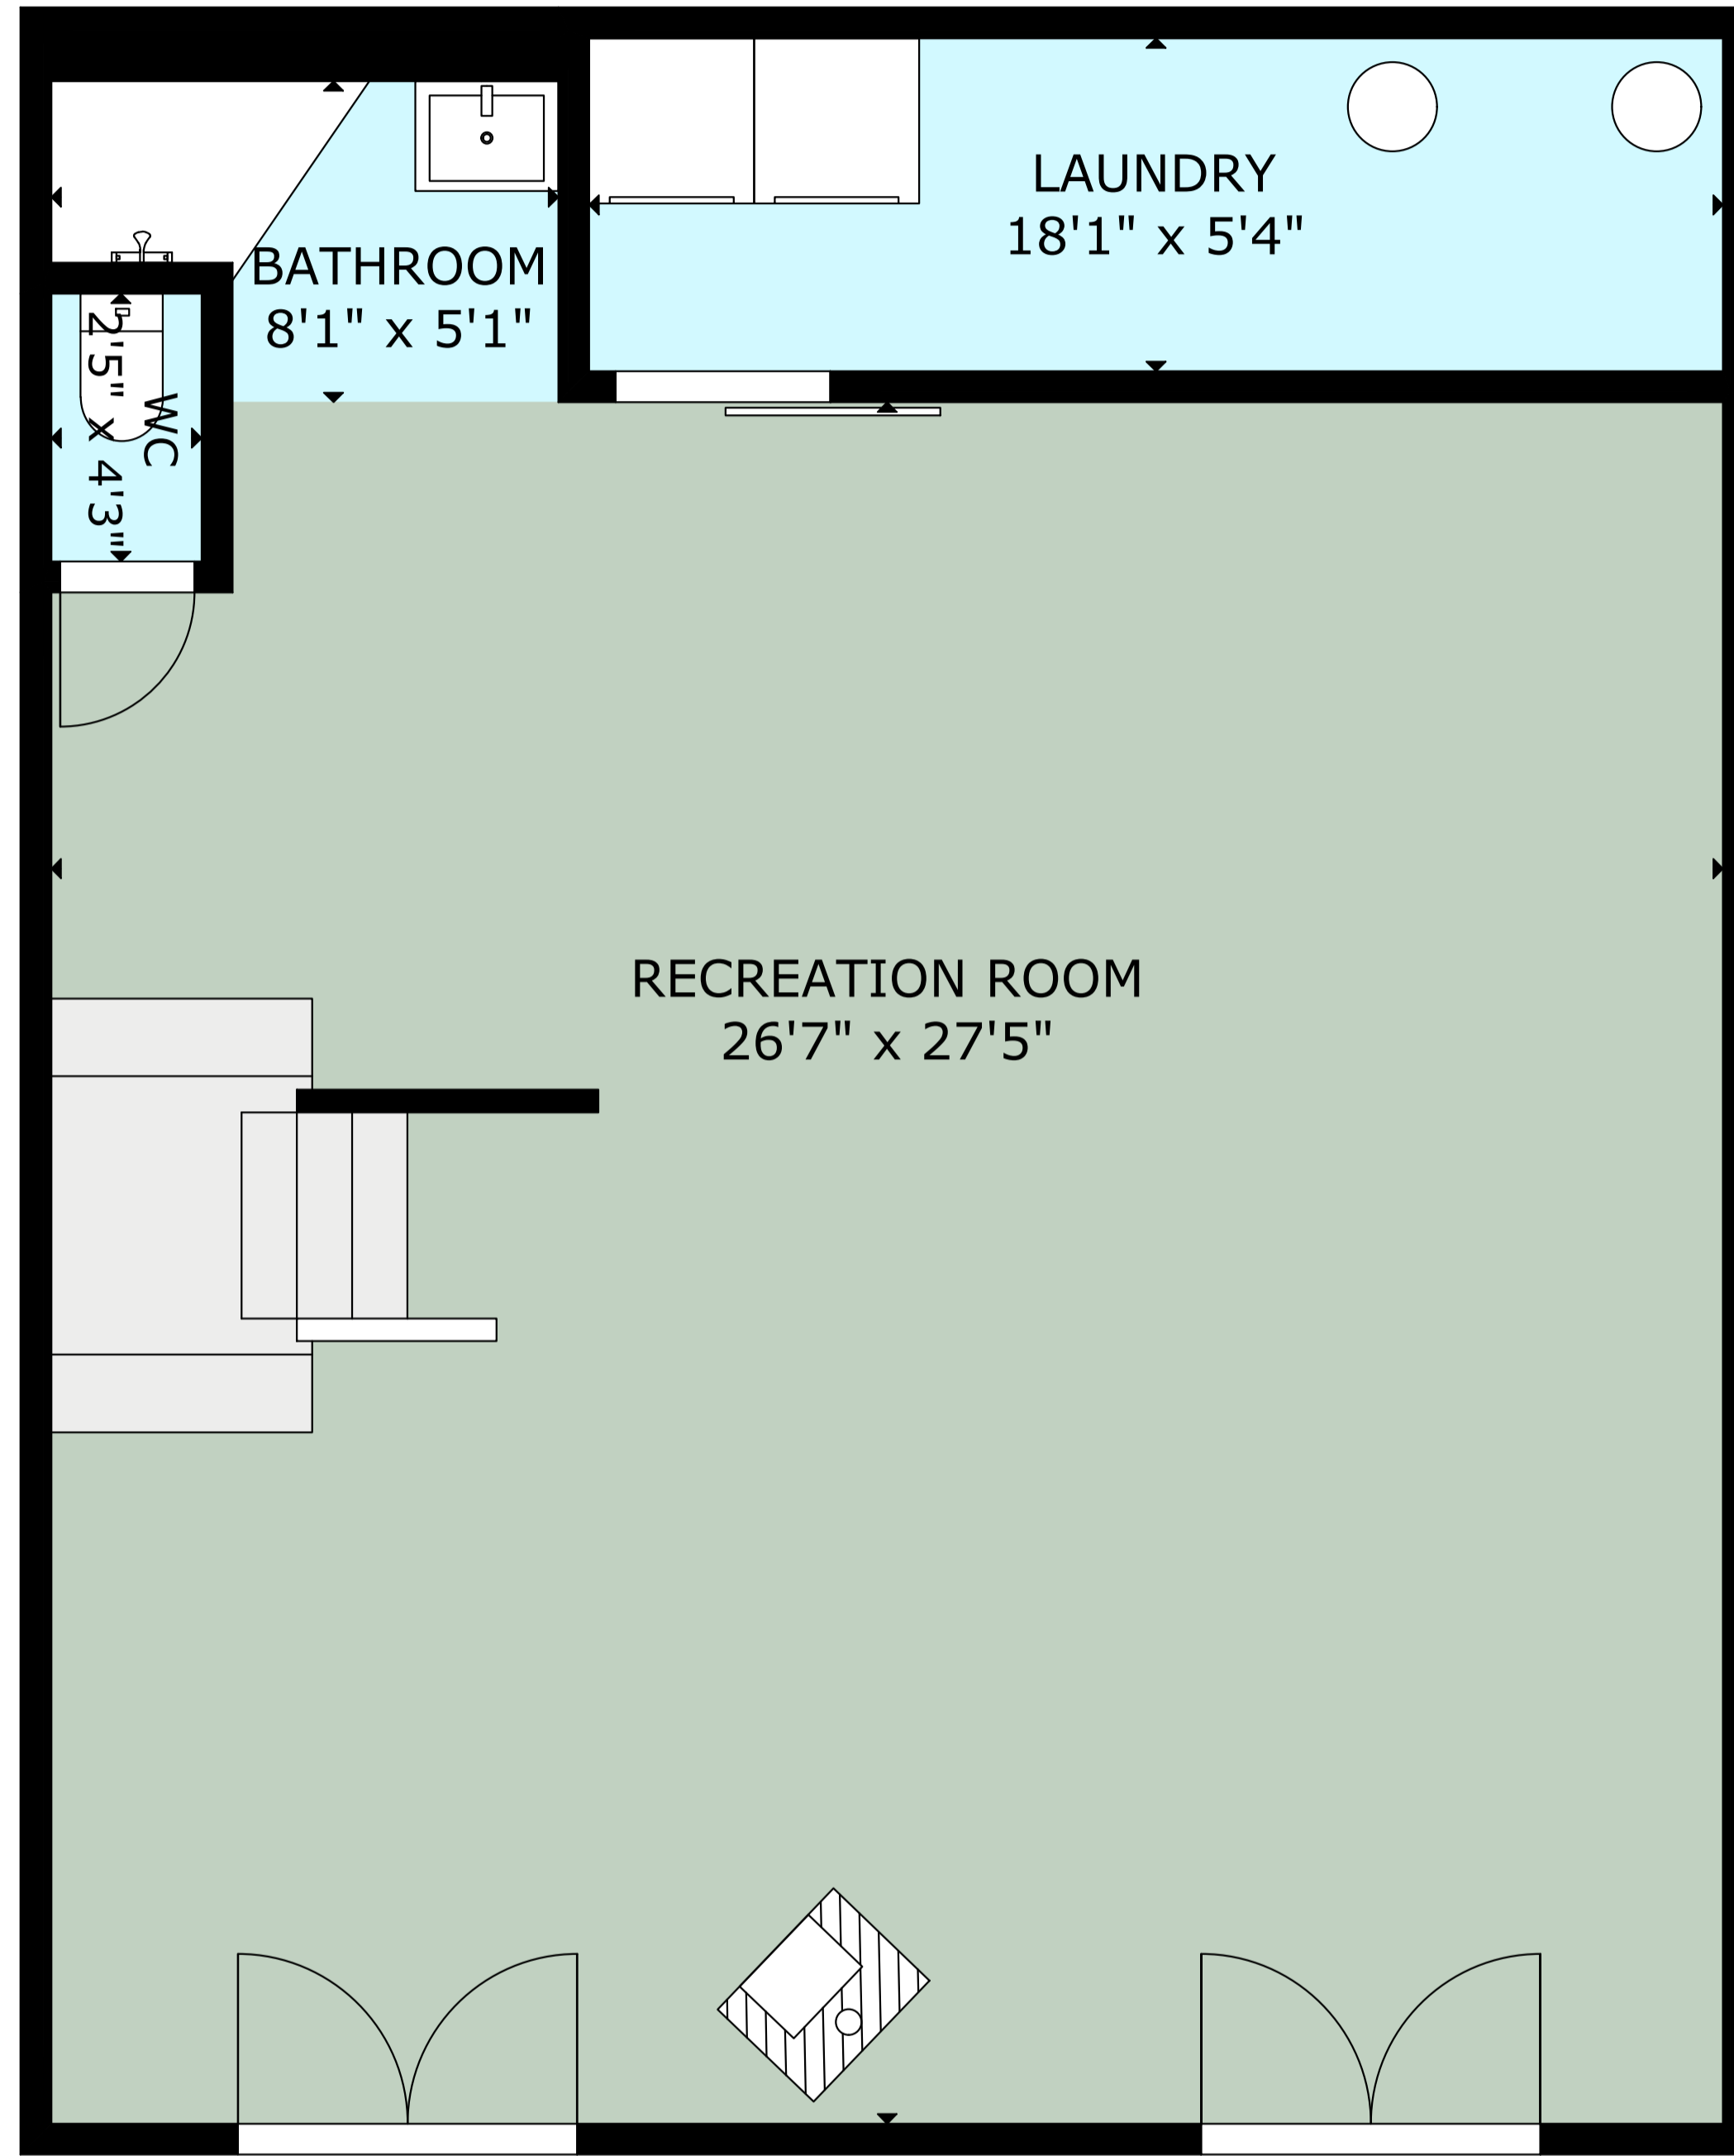 LAUNDRY
18'1" x 5'4"
BATHROOM
8'1" x 5'1"
WC
2'5" x 4'3"
RECREATION ROOM
26'7" x 27'5"